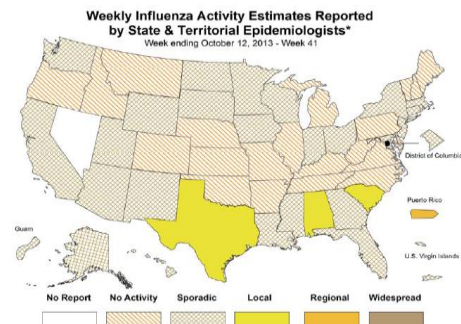 Weekly Influenza Activity Estimates Reported
by State & Territorial Epidemiologists*
Week ending October 12, 2013 - Week 41
District of Columbia
Puerto Rico
Guam
U.S. Virgin Islands
No Report No Activity Sporadic Local Regional Widespread